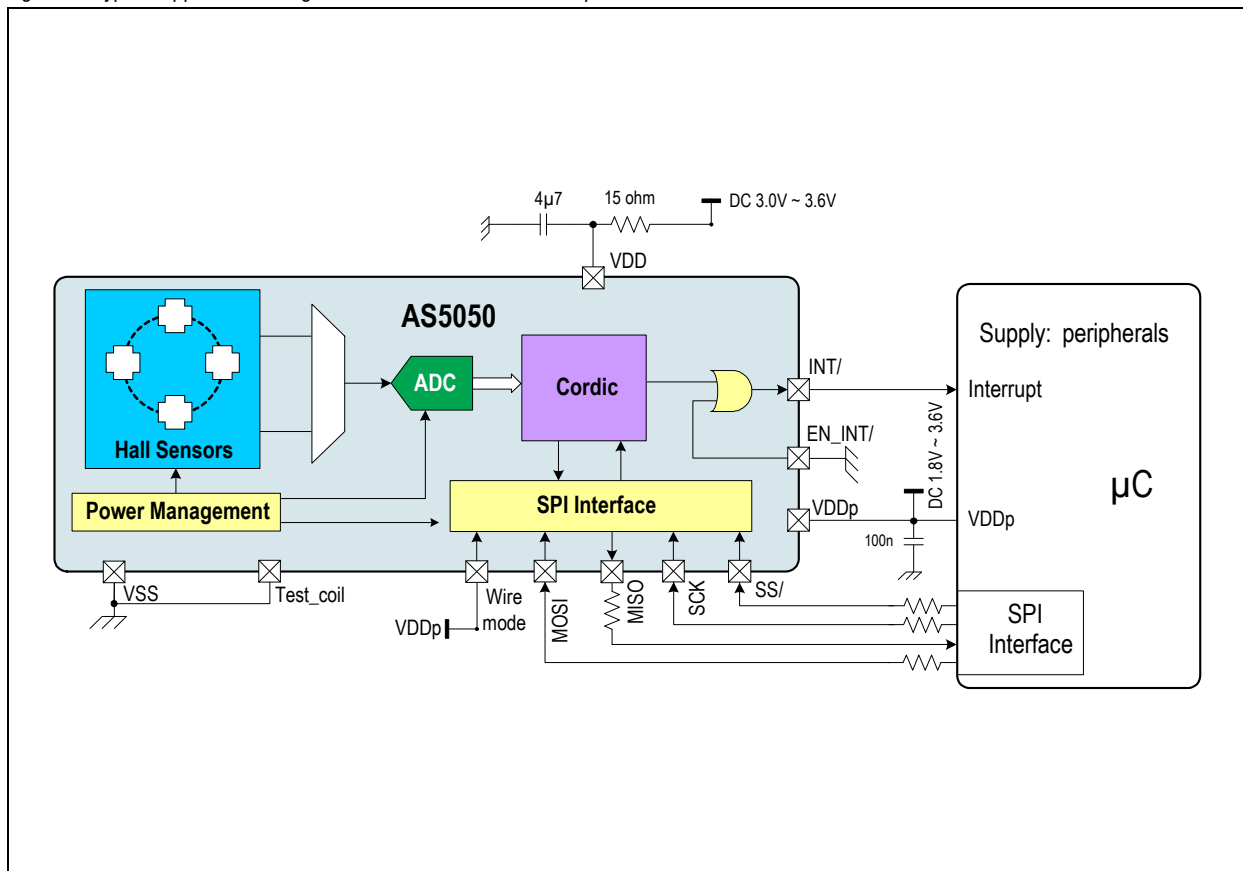 4µ7
15 ohm
DC 3.0V ~ 3.6V
VDD
AS5050
Supply: peripherals
INT/
Interrupt
ADC
Cordic
EN_INT/
Hall Sensors
DC 1.8V ~ 3.6V
µC
Power Management
SPI Interface
VDDp
VDDp
100n
VSS
Test_coil
Wire
mode
MOSI
MISO
SCK
SS/
VDDp
SPI
Interface